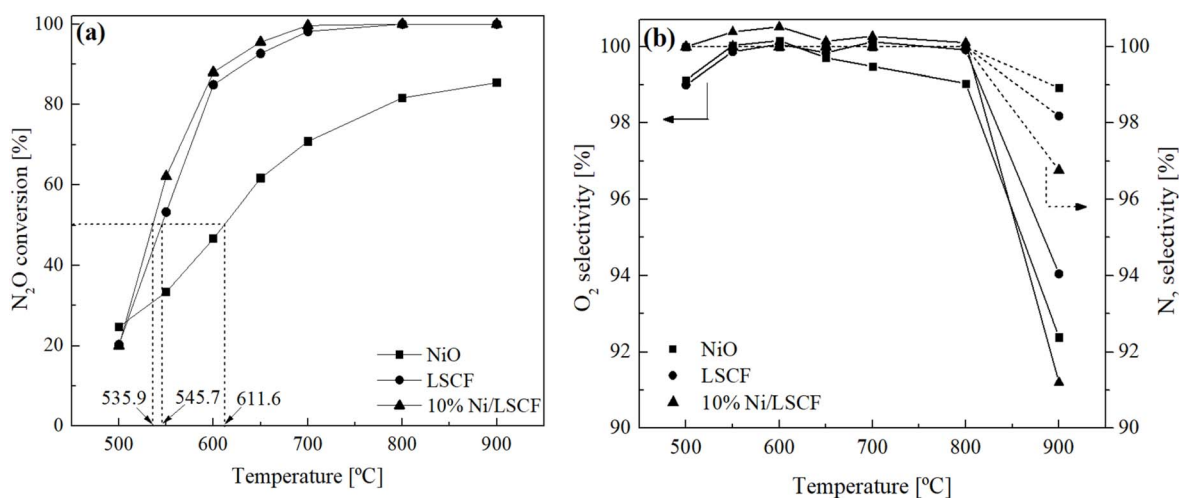 (a)
N₂O conversion [%]
100
80
60
40
20
0
NiO
LSCF
10% Ni/LSCF
535.9 545.7 611.6
500 600 700 800 900
Temperature [ºC]
(b)
O₂ selectivity [%]
100
98
96
94
92
90
NiO
LSCF
10% Ni/LSCF
500 600 700 800 900
Temperature [ºC]
100
98
96
94
92
90
N₂ selectivity [%]